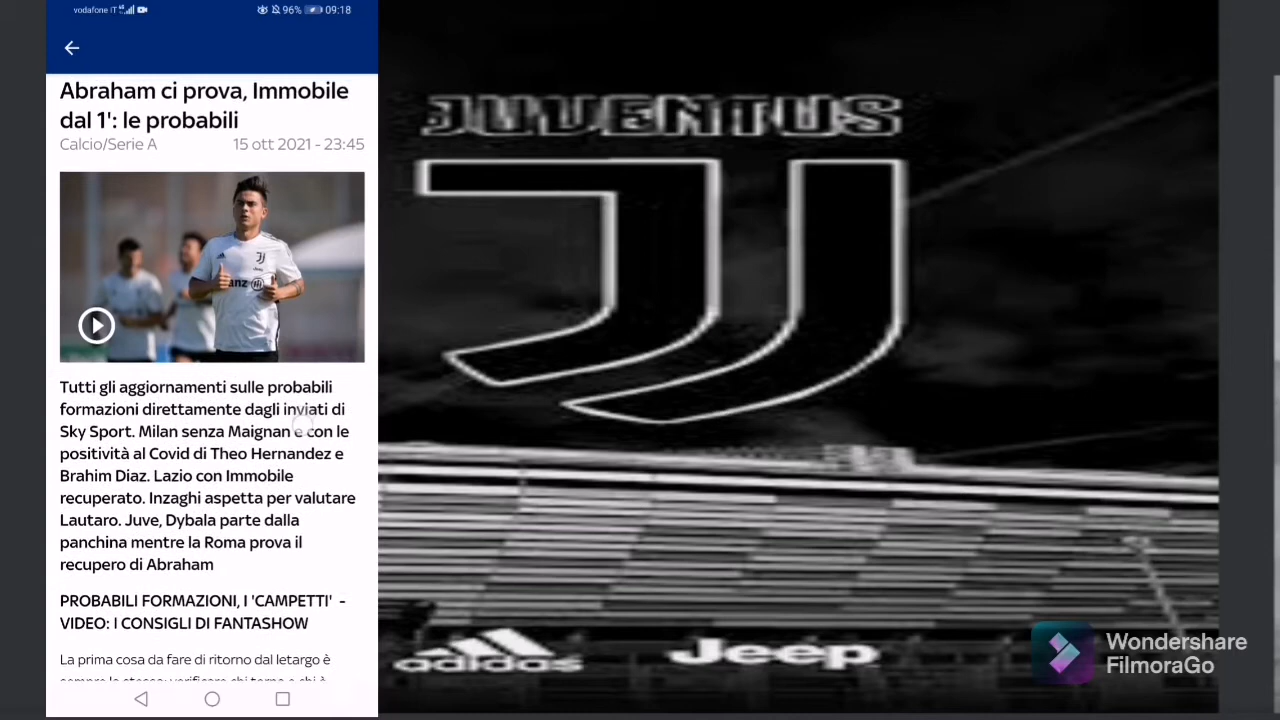 vodafone IT
96%
09:18
Abraham ci prova, Immobile
dal 1': le probabili
Calcio/Serie A
15 ott 2021 - 23:45
Tutti gli aggiornamenti sulle probabili
formazioni direttamente dagli inviati di
Sky Sport. Milan senza Maignan e con le
positività al Covid di Theo Hernandez e
Brahim Diaz. Lazio con Immobile
recuperato. Inzaghi aspetta per valutare
Lautaro. Juve, Dybala parte dalla
panchina mentre la Roma prova il
recupero di Abraham
PROBABILI FORMAZIONI, I 'CAMPETTI' -
VIDEO: I CONSIGLI DI FANTASHOW
La prima cosa da fare di ritorno dal letargo è
JUVENTUS
adidas
Jeep
Wondershare
FilmoraGo